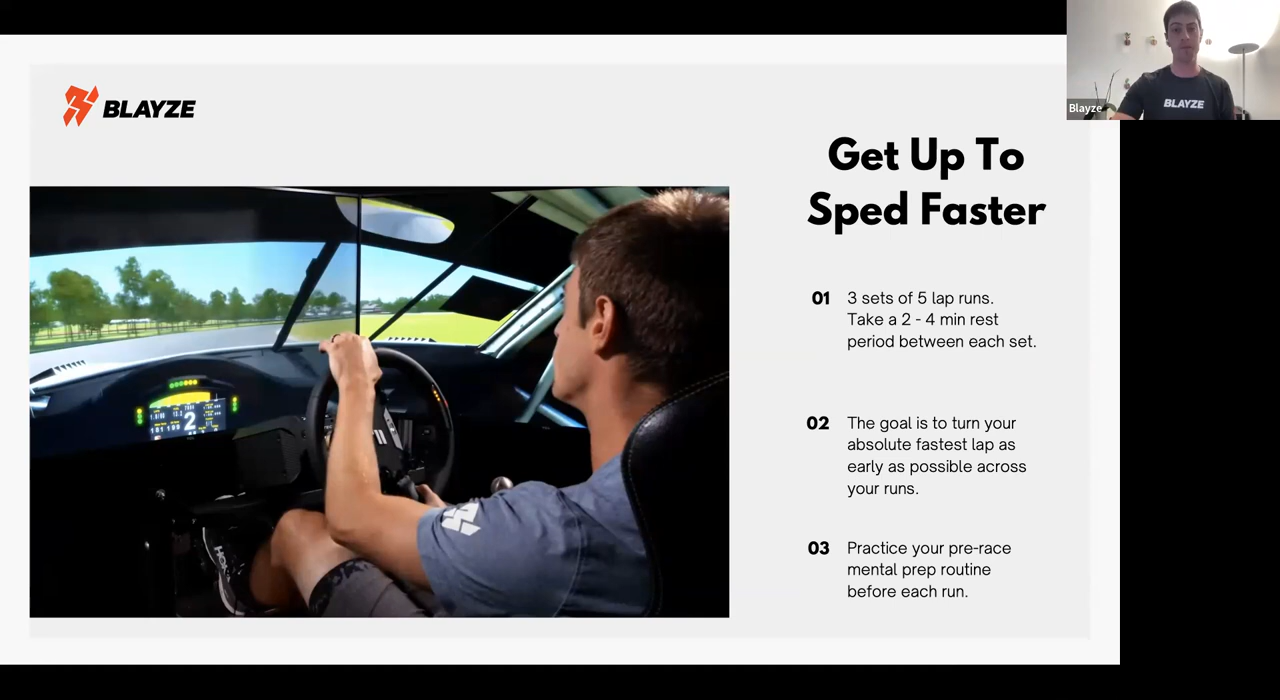 BLAYZE
Get Up To
Sped Faster
01
3 sets of 5 lap runs.
Take a 2 - 4 min rest
period between each set.
02
The goal is to turn your
absolute fastest lap as
early as possible across
your runs.
03
Practice your pre-race
mental prep routine
before each run.
2
BLAYZE
Blayze